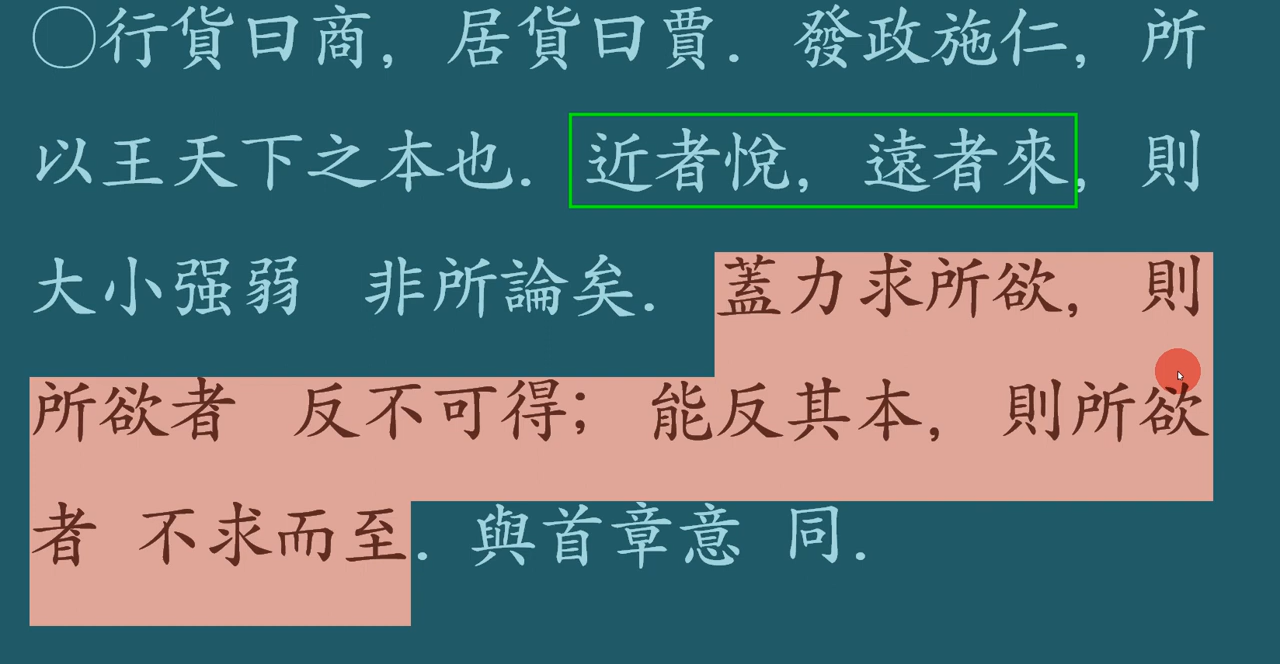 ○行貨曰商, 居貨曰賈. 發政施仁, 所
以王天下之本也. 近者悅, 遠者來, 則
大小强弱 非所論矣. 蓋力求所欲, 則
所欲者 反不可得; 能反其本, 則所欲
者 不求而至. 與首章意 同.